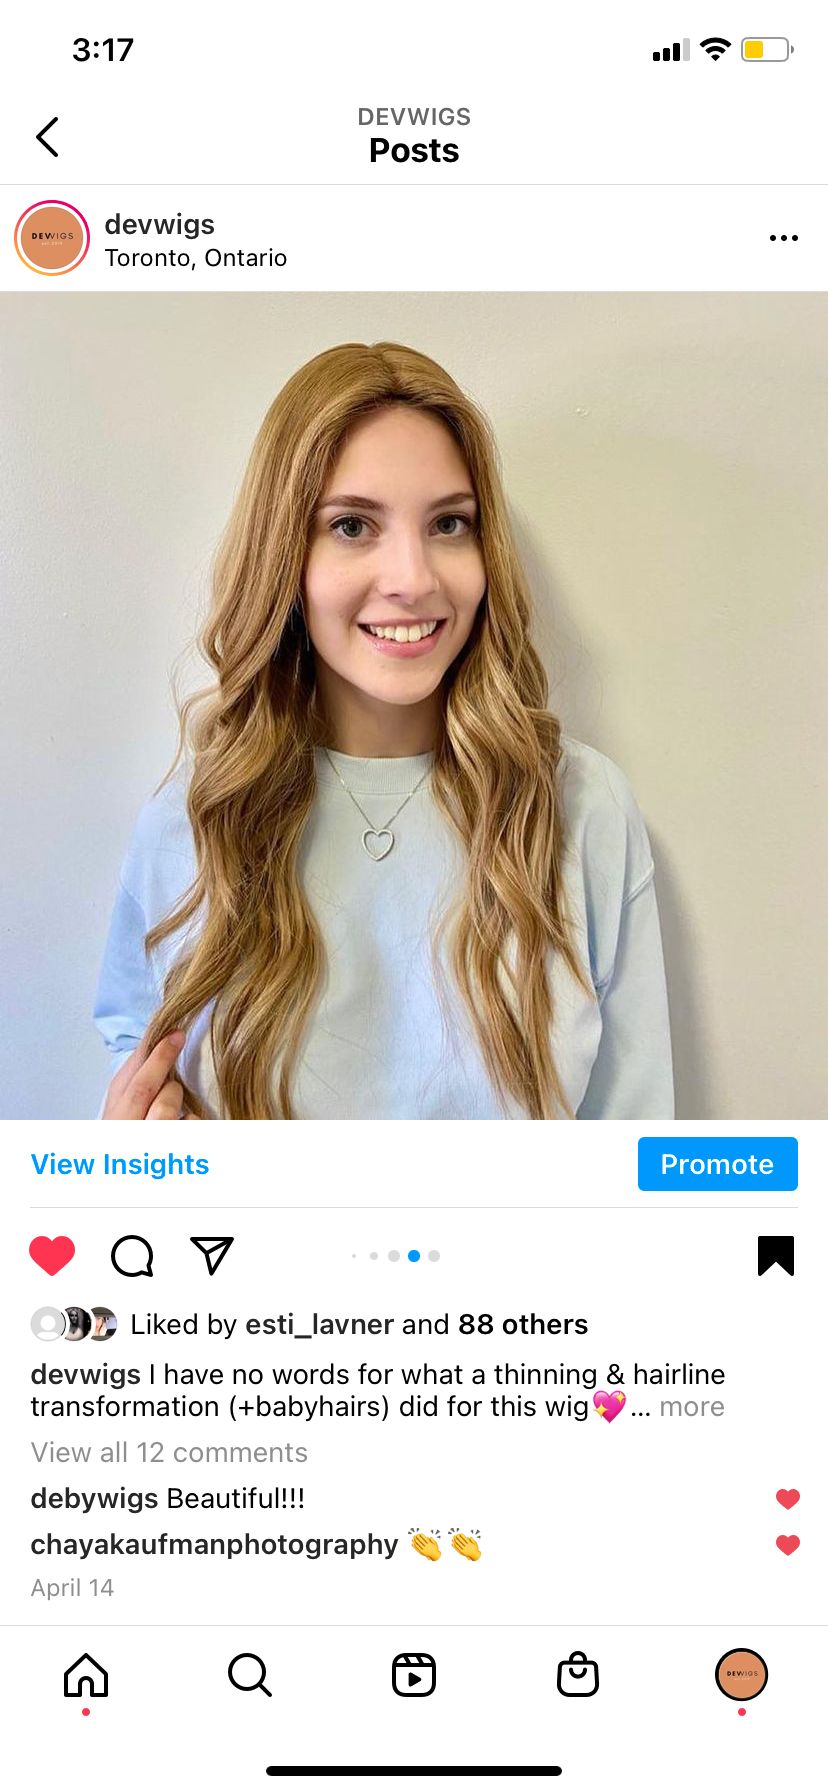 3:17
DEVWIGS
Posts
DEVWIGS
devwigs
Toronto, Ontario
View Insights
Promote
Liked by esti_lavner and 88 others
devwigs I have no words for what a thinning & hairline
transformation (+babyhairs) did for this wig💖... more
View all 12 comments
debywigs Beautiful!!!
chayakaufmanphotography 👏👏
April 14
DEVWIGS